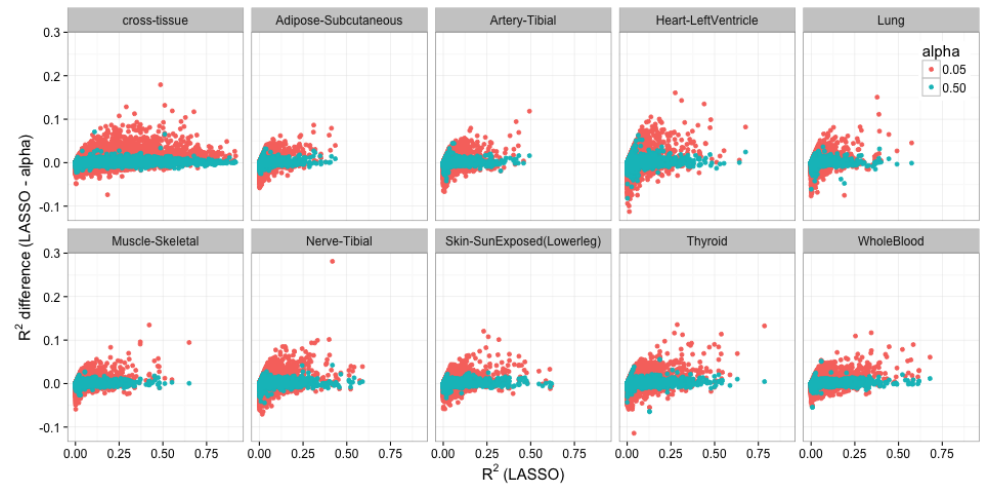 cross-tissue Adipose-Subcutaneous Artery-Tibial Heart-LeftVentricle Lung
alpha
0.05
0.50
0.3
0.2
0.1
0.0
-0.1
R² difference (LASSO - alpha)
Muscle-Skeletal Nerve-Tibial Skin-SunExposed(Lowerleg) Thyroid WholeBlood
0.3
0.2
0.1
0.0
-0.1
0.00 0.25 0.50 0.75 0.00 0.25 0.50 0.75 0.00 0.25 0.50 0.75 0.00 0.25 0.50 0.75 0.00 0.25 0.50 0.75
R² (LASSO)